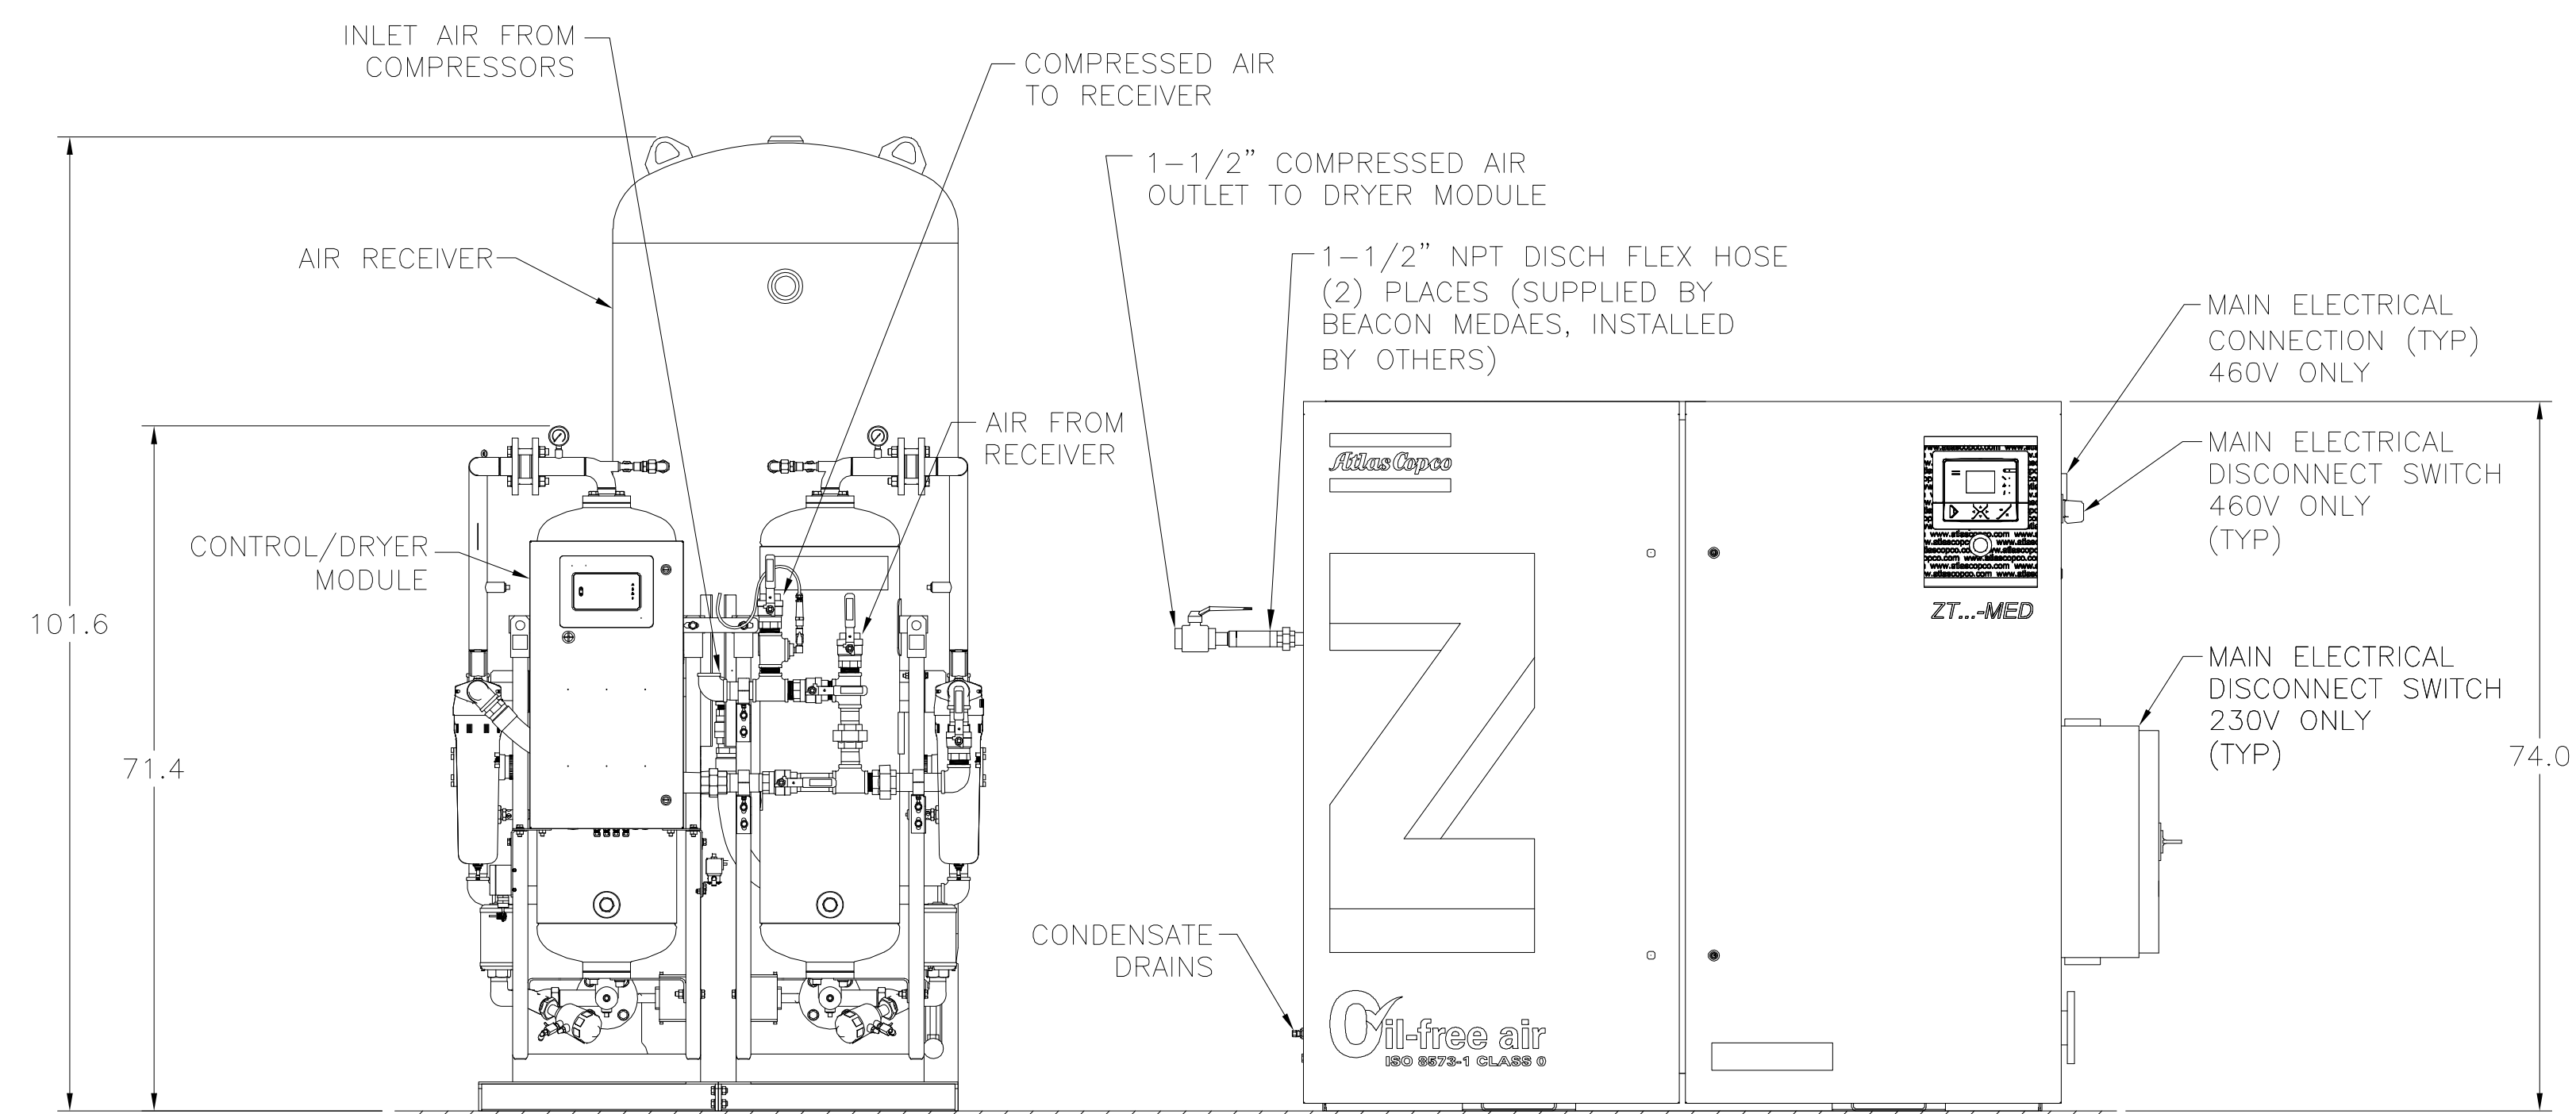 INLET AIR FROM
COMPRESSORS
COMPRESSED AIR
TO RECEIVER
1-1/2" COMPRESSED AIR
OUTLET TO DRYER MODULE
AIR RECEIVER
1-1/2" NPT DISCH FLEX HOSE
(2) PLACES (SUPPLIED BY
BEACON MEDAES, INSTALLED
BY OTHERS)
MAIN ELECTRICAL
CONNECTION (TYP)
460V ONLY
AIR FROM
RECEIVER
MAIN ELECTRICAL
DISCONNECT SWITCH
460V ONLY
(TYP)
Atlas Copco
www.atlascopco.com
CONTROL/DRYER
MODULE
ZT...-MED
101.6
MAIN ELECTRICAL
DISCONNECT SWITCH
230V ONLY
(TYP)
71.4
74.0
Z
CONDENSATE
DRAINS
Oil-free air
ISO 8573-1 CLASS 0